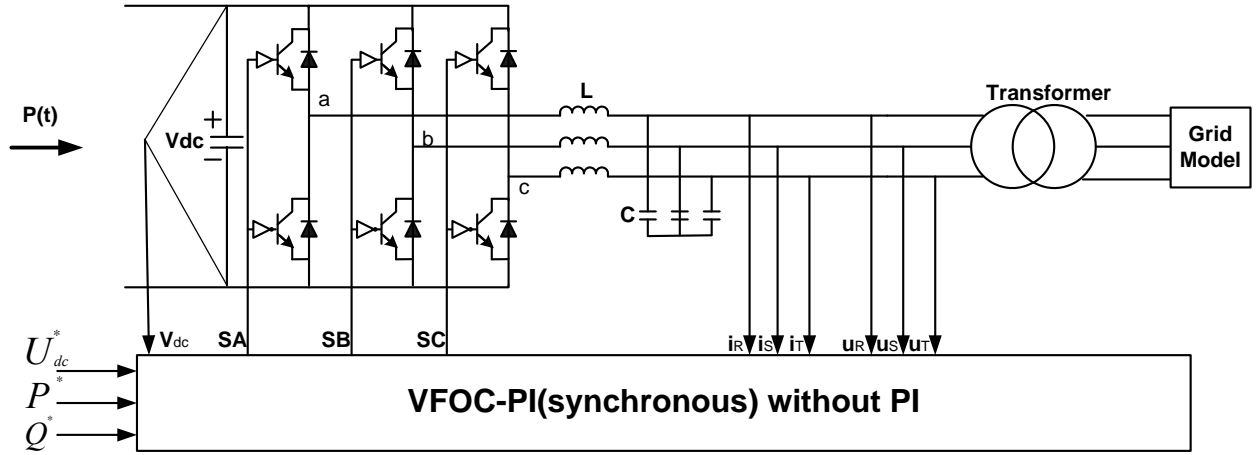 P(t)
+
Vdc
−
a
b
c
L
C
Transformer
Grid
Model
Vdc
SA
SB
SC
iR
iS
iT
uR
uS
uT
U*dc
P*
Q*
VFOC-PI(synchronous) without PI